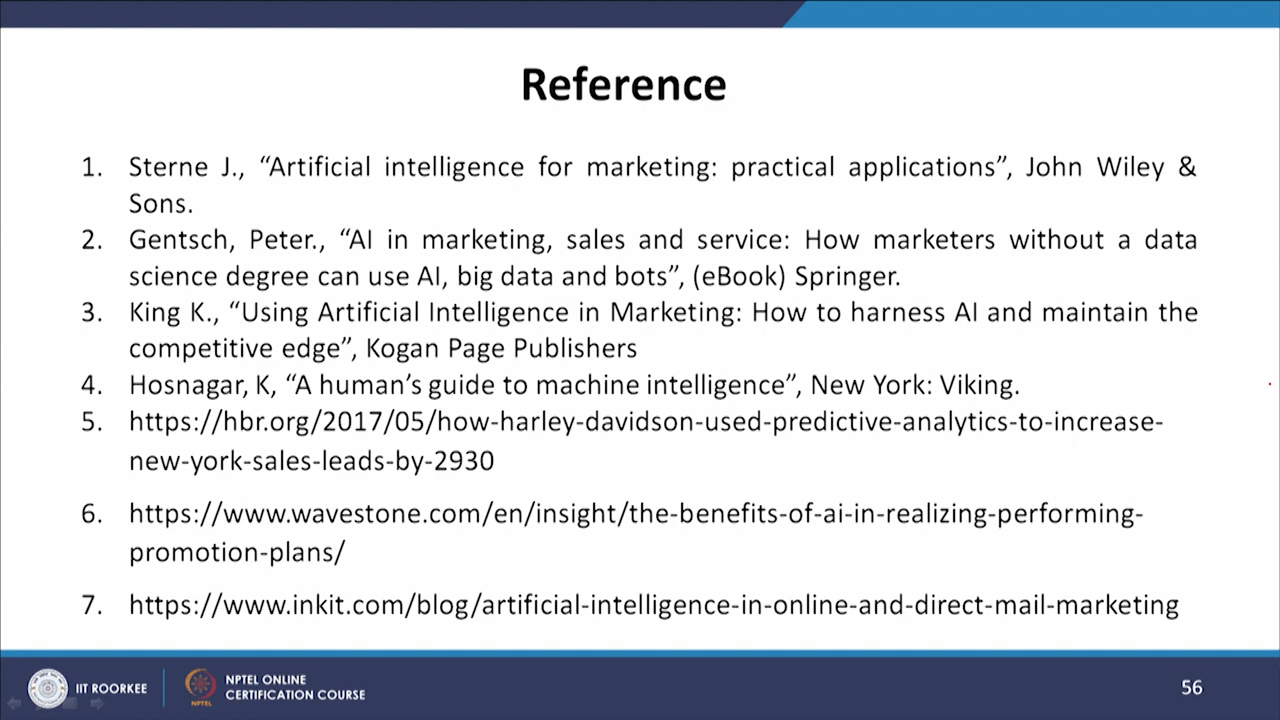 Reference
1. Sterne J., “Artificial intelligence for marketing: practical applications”, John Wiley &
Sons.
2. Gentsch, Peter., “AI in marketing, sales and service: How marketers without a data
science degree can use AI, big data and bots”, (eBook) Springer.
3. King K., “Using Artificial Intelligence in Marketing: How to harness AI and maintain the
competitive edge”, Kogan Page Publishers
4. Hosnagar, K, “A human’s guide to machine intelligence”, New York: Viking.
5. https://hbr.org/2017/05/how-harley-davidson-used-predictive-analytics-to-increase-
new-york-sales-leads-by-2930
6. https://www.wavestone.com/en/insight/the-benefits-of-ai-in-realizing-performing-
promotion-plans/
7. https://www.inkit.com/blog/artificial-intelligence-in-online-and-direct-mail-marketing
IIT ROORKEE
NPTEL
NPTEL ONLINE
CERTIFICATION COURSE
56